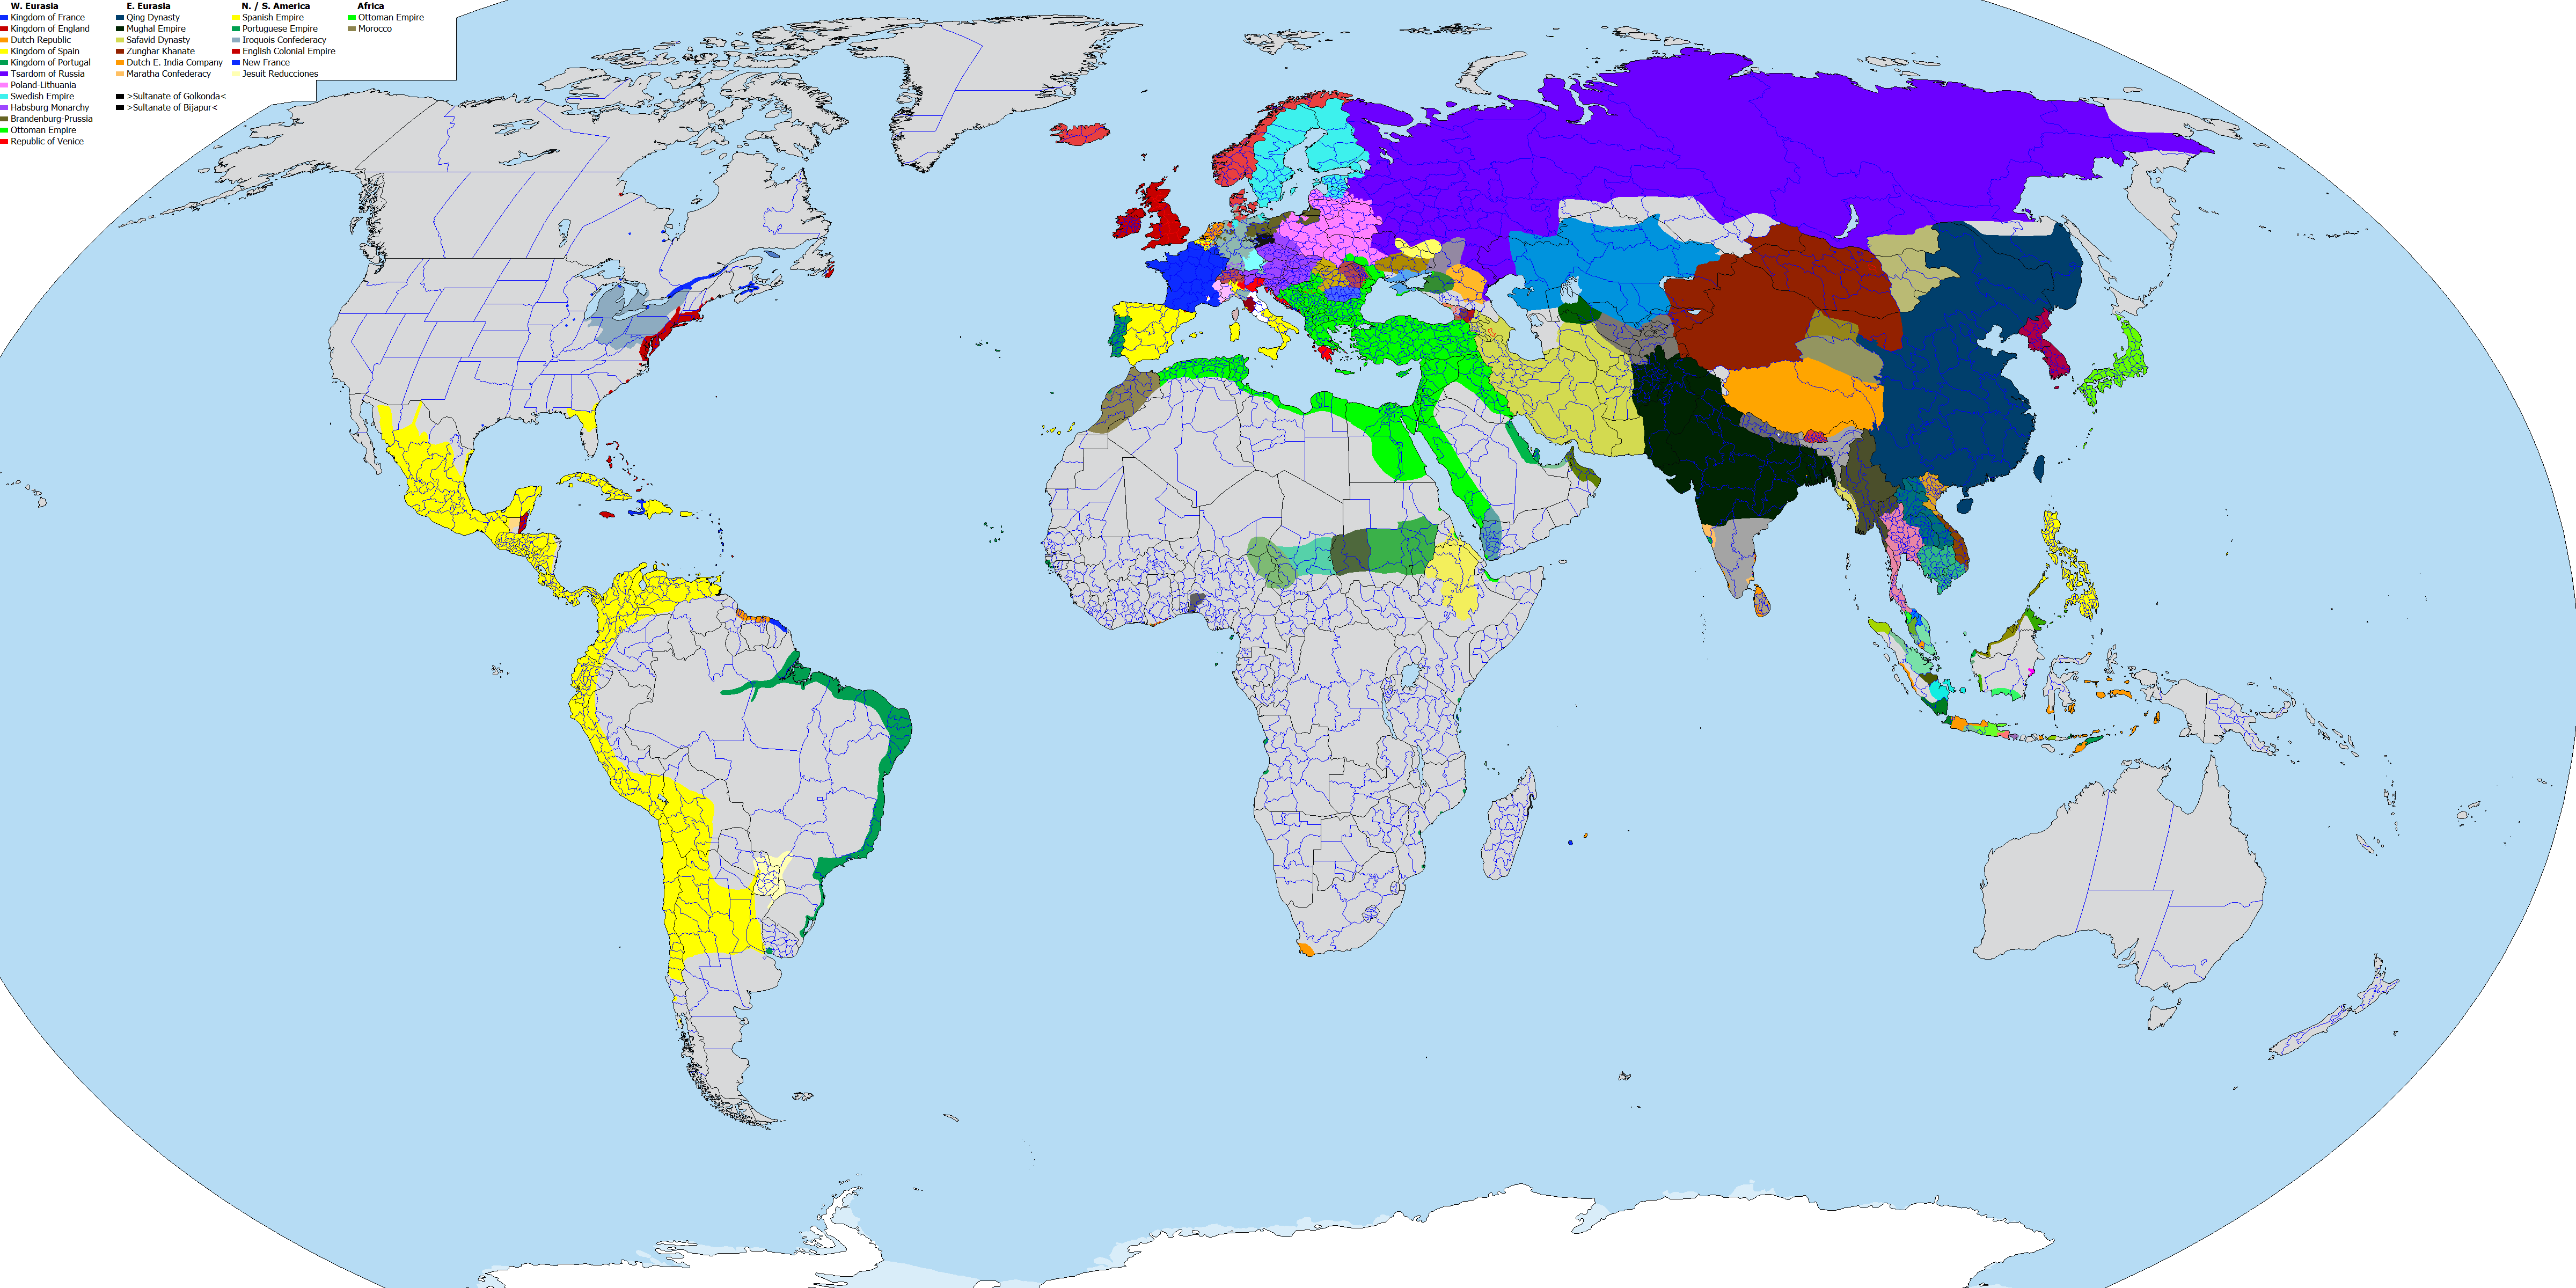 W. Eurasia
Kingdom of France
Kingdom of England
Dutch Republic
Kingdom of Spain
Kingdom of Portugal
Tsardom of Russia
Poland-Lithuania
Swedish Empire
Habsburg Monarchy
Brandenburg-Prussia
Ottoman Empire
Republic of Venice
E. Eurasia
Qing Dynasty
Mughal Empire
Safavid Dynasty
Zunghar Khanate
Dutch E. India Company
Maratha Confederacy
>Sultanate of Golkonda<
>Sultanate of Bijapur<
N. / S. America
Spanish Empire
Portuguese Empire
Iroquois Confederacy
English Colonial Empire
New France
Jesuit Reducciones
Africa
Ottoman Empire
Morocco